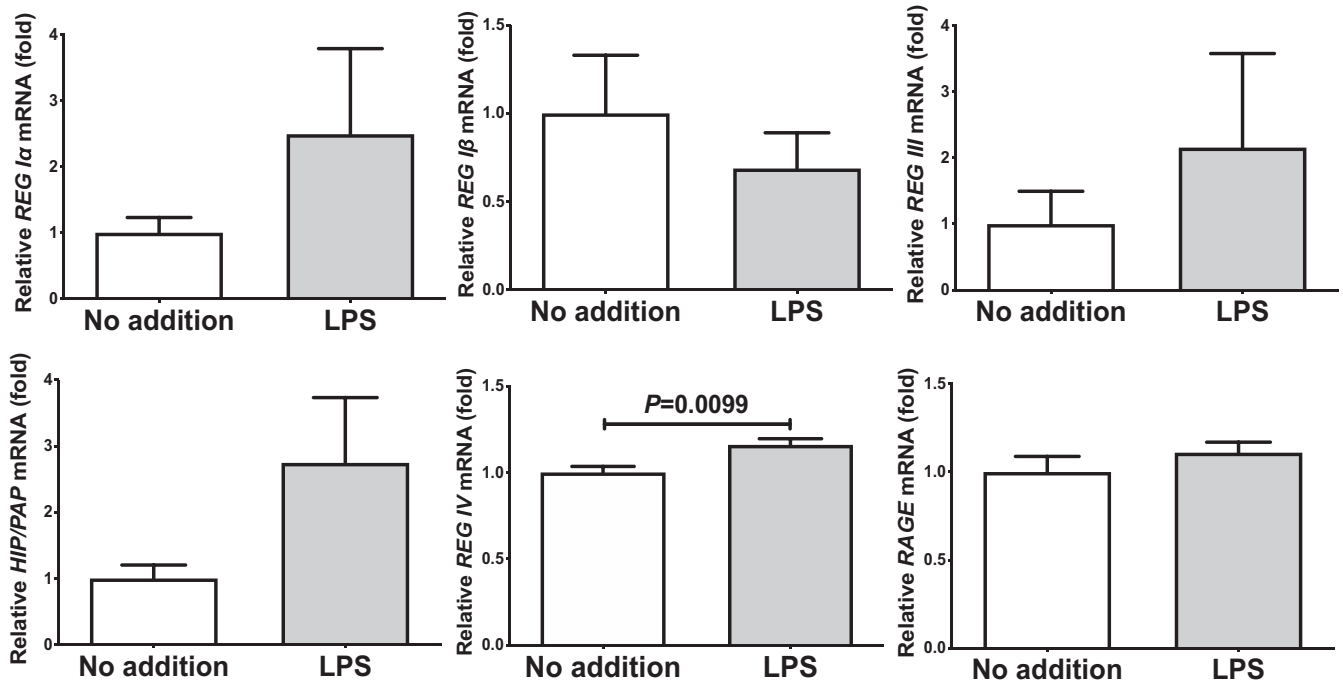 Relative REG Iα mRNA (fold)
4
3
2
1
0
No addition
LPS
Relative REG Iβ mRNA (fold)
1.5
1.0
0.5
0.0
No addition
LPS
Relative REG III mRNA (fold)
4
3
2
1
0
No addition
LPS
Relative HIP/PAP mRNA (fold)
4
3
2
1
0
No addition
LPS
Relative REG IV mRNA (fold)
1.5
1.0
0.5
0.0
P=0.0099
No addition
LPS
Relative RAGE mRNA (fold)
1.5
1.0
0.5
0.0
No addition
LPS